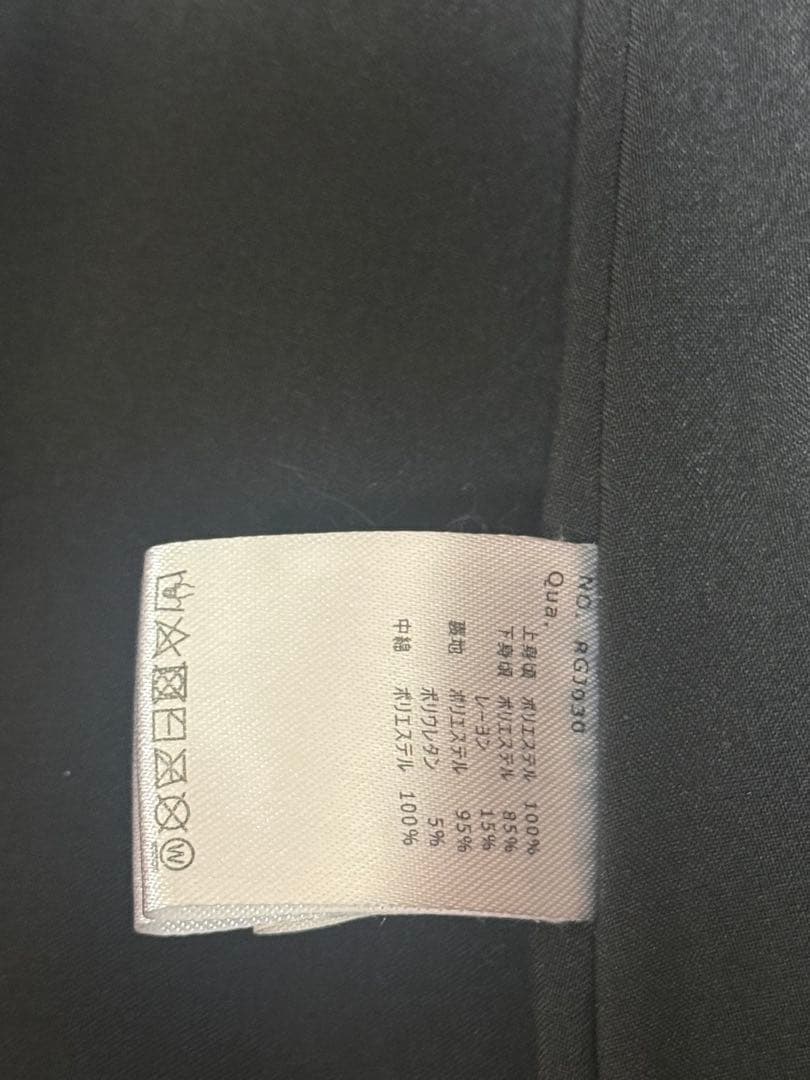 NO. RGJ030
Qua.
上身頃 ポリエステル 100%
下身頃 ポリエステル 85%
レーヨン 15%
裏地 ポリエステル 95%
ポリウレタン 5%
中綿 ポリエステル 100%
W